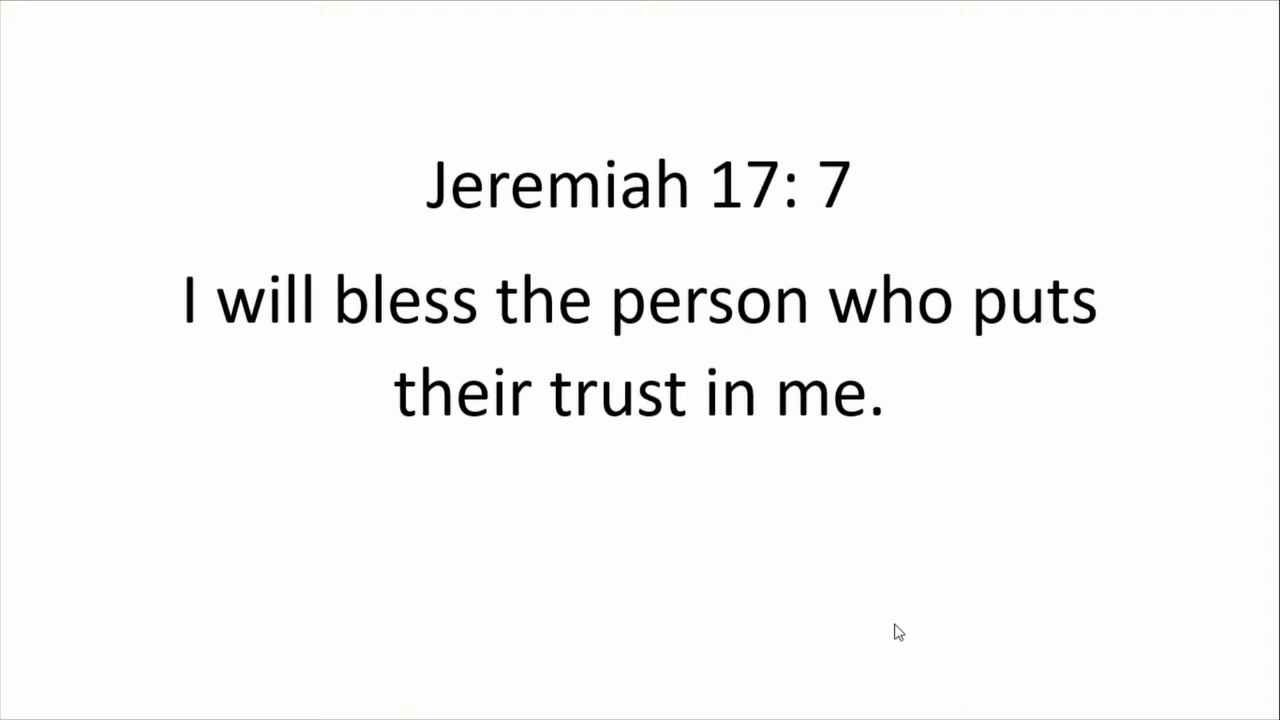 Jeremiah 17: 7
I will bless the person who puts
their trust in me.